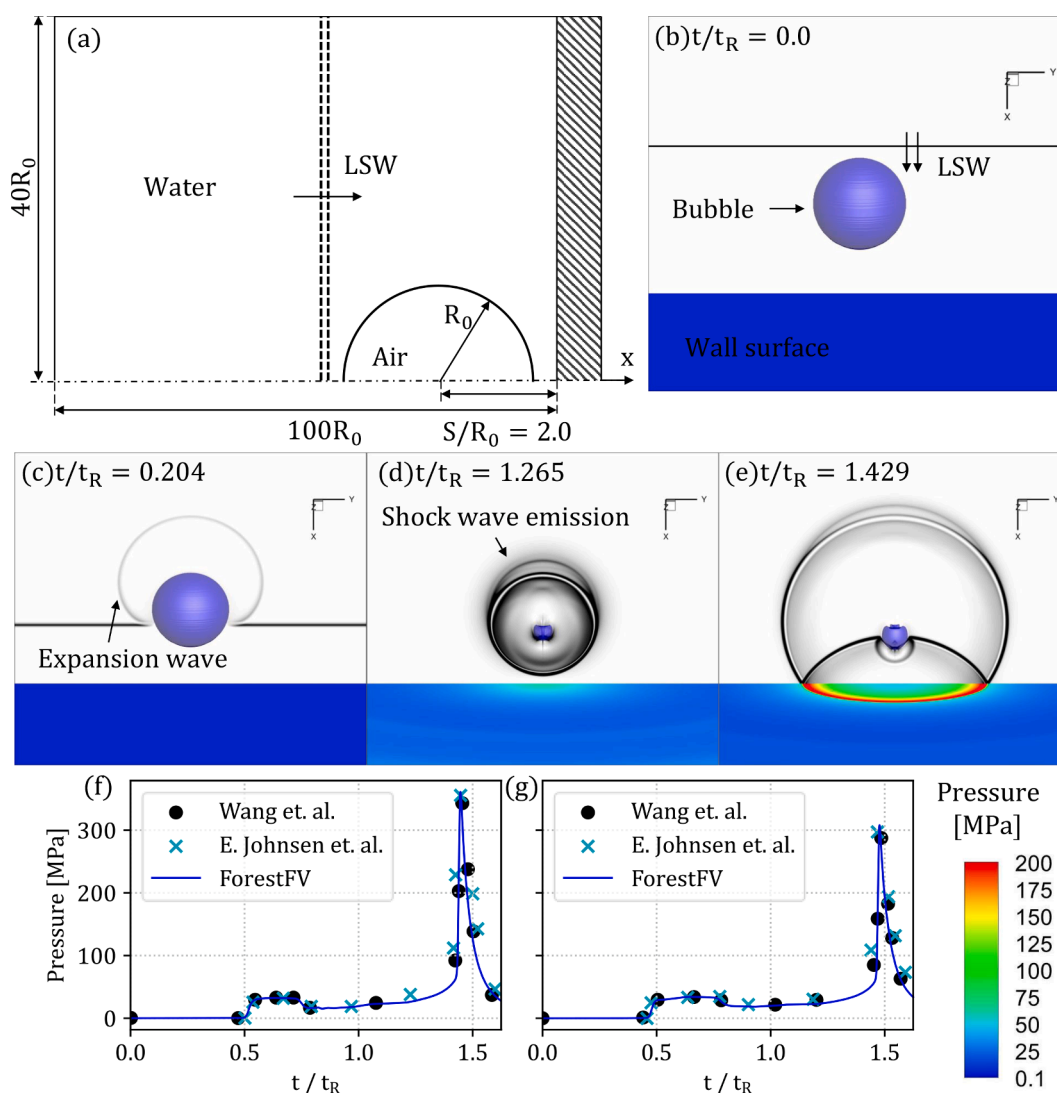 (a)
40R₀
Water
LSW
R₀
Air
x
100R₀
S/R₀ = 2.0
(b)t/tR = 0.0
Y
Z
X
LSW
Bubble
Wall surface
(c)t/tR = 0.204
Y
Z
X
Expansion wave
(d)t/tR = 1.265
Shock wave emission
Y
Z
X
(e)t/tR = 1.429
Y
Z
X
(f)
Wang et. al.
E. Johnsen et. al.
ForestFV
Pressure [MPa]
300
200
100
0
0.0
0.5
1.0
1.5
t / tR
(g)
Wang et. al.
E. Johnsen et. al.
ForestFV
0.0
0.5
1.0
1.5
t / tR
Pressure
[MPa]
200
175
150
125
100
75
50
25
0.1